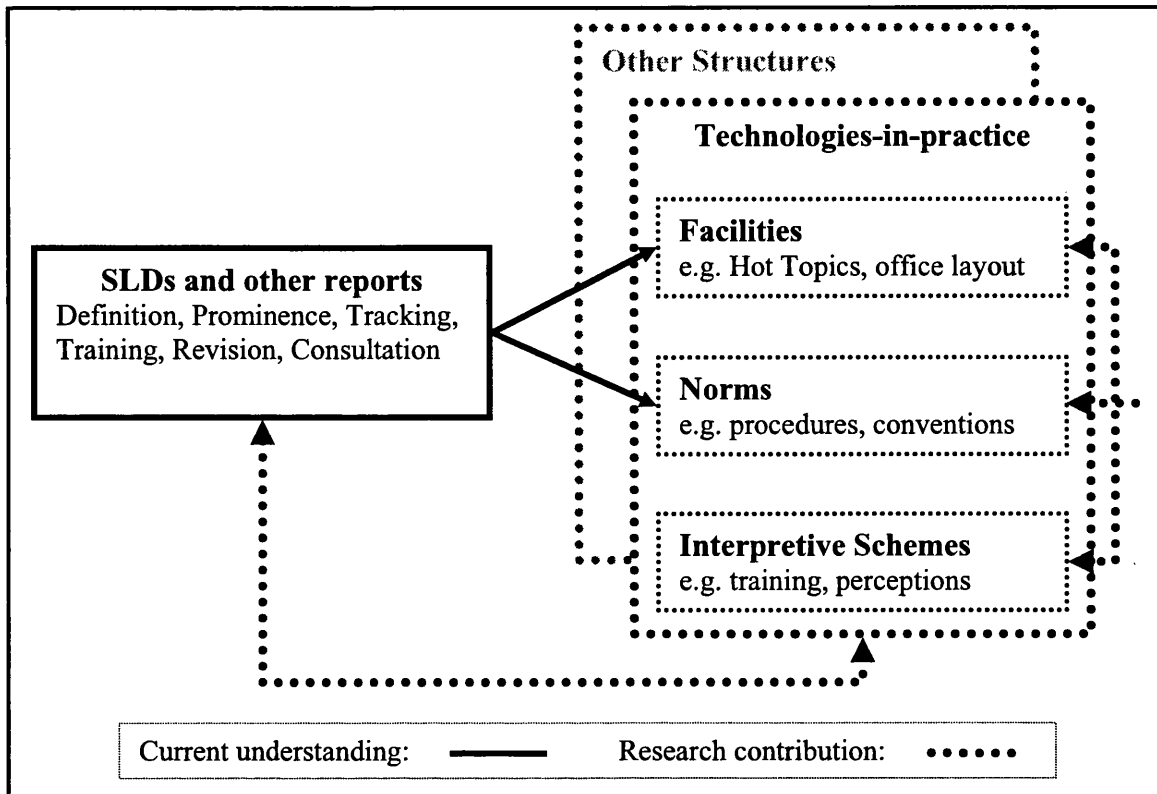 Other Structures
Technologies-in-practice
Facilities
e.g. Hot Topics, office layout
SLDs and other reports
Definition, Prominence, Tracking,
Training, Revision, Consultation
Norms
e.g. procedures, conventions
Interpretive Schemes
e.g. training, perceptions
Current understanding:
Research contribution: